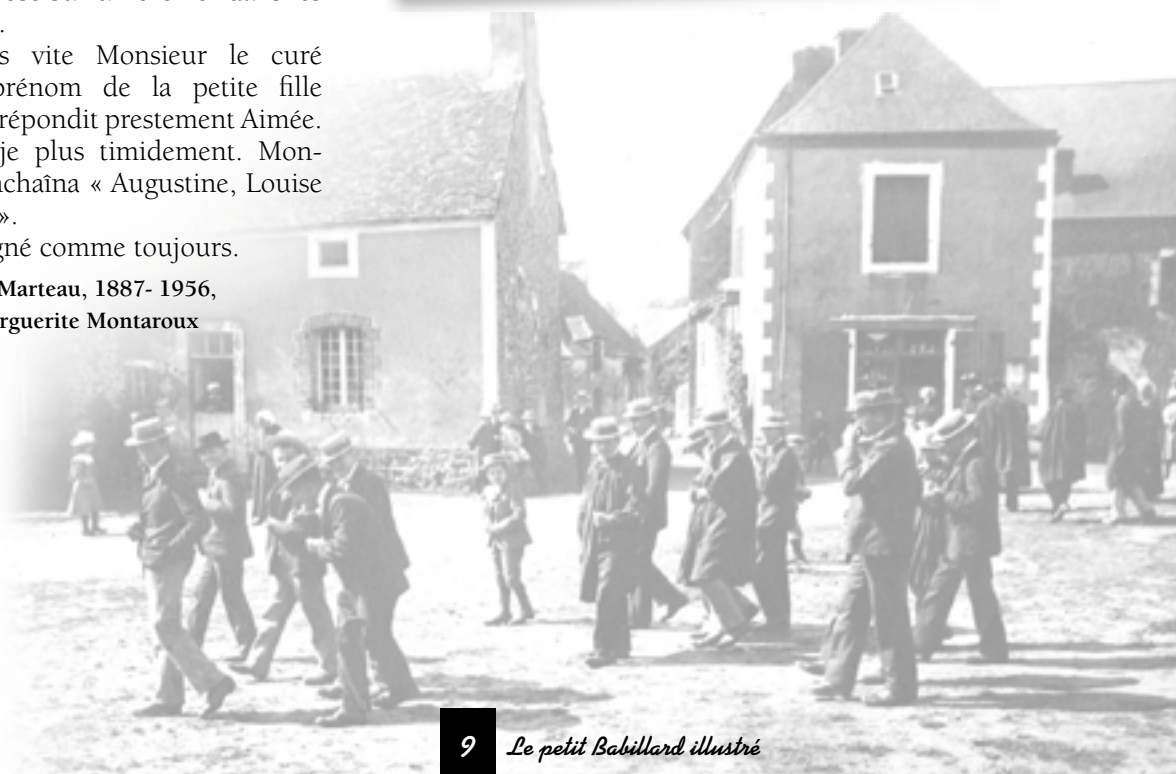 .
s vite Monsieur le curé
prénom de la petite fille
répondit prestement Aimée.
je plus timidement. Mon-
nchaîna « Augustine, Louise
».
gné comme toujours.
Marteau, 1887- 1956,
rguerite Montaroux
9 Le petit Babillard illustré